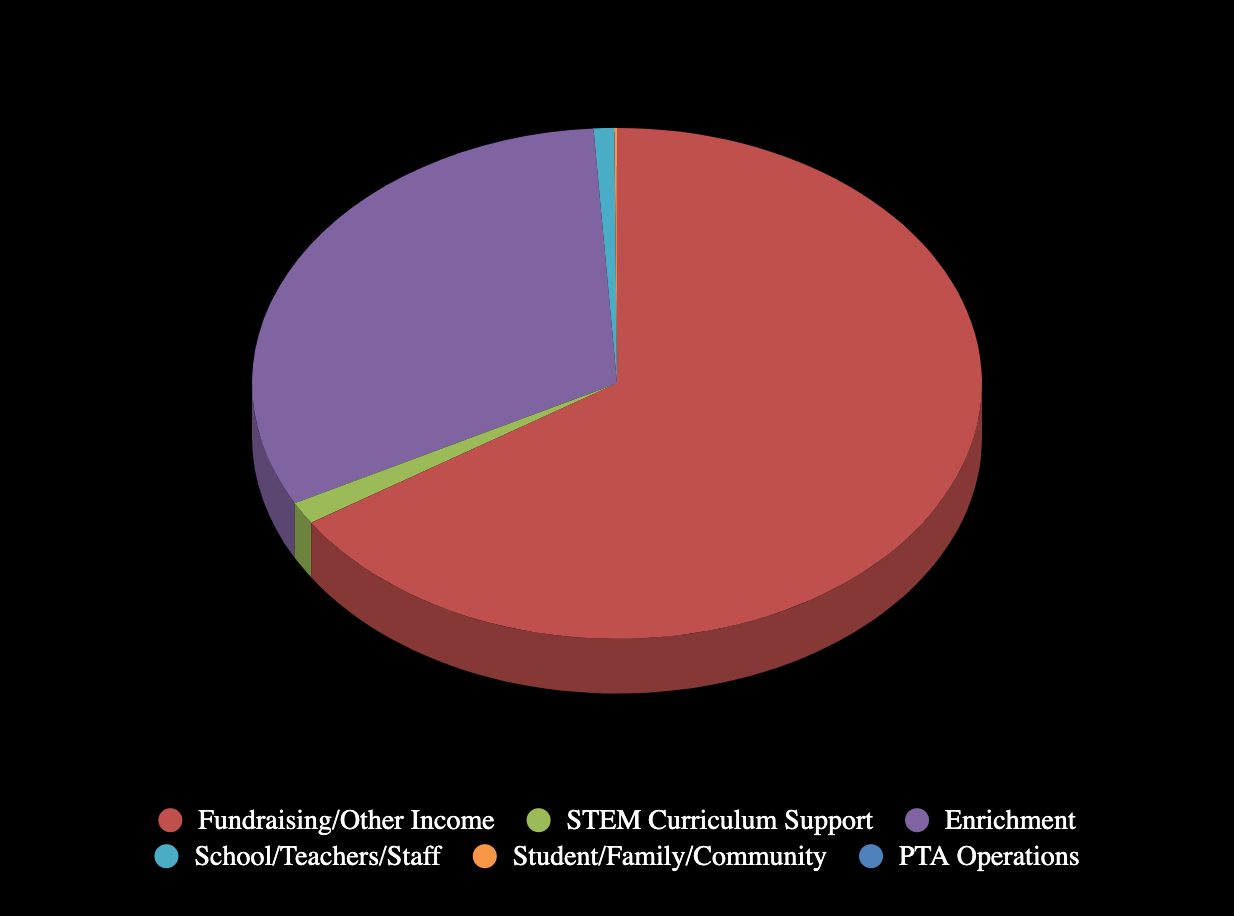 Fundraising/Other Income STEM Curriculum Support Enrichment
School/Teachers/Staff Student/Family/Community PTA Operations